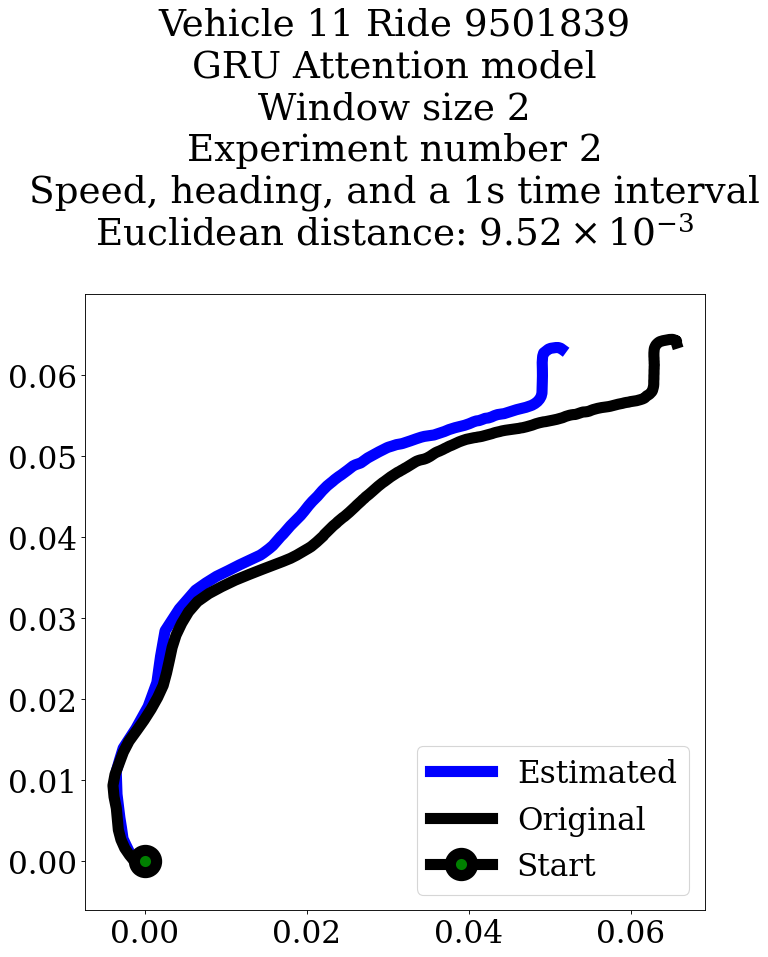 Vehicle 11 Ride 9501839
GRU Attention model
Window size 2
Experiment number 2
Speed, heading, and a 1s time interval
Euclidean distance: 9.52 × 10⁻³
0.06
0.05
0.04
0.03
0.02
0.01
0.00
Estimated
Original
Start
0.00 0.02 0.04 0.06